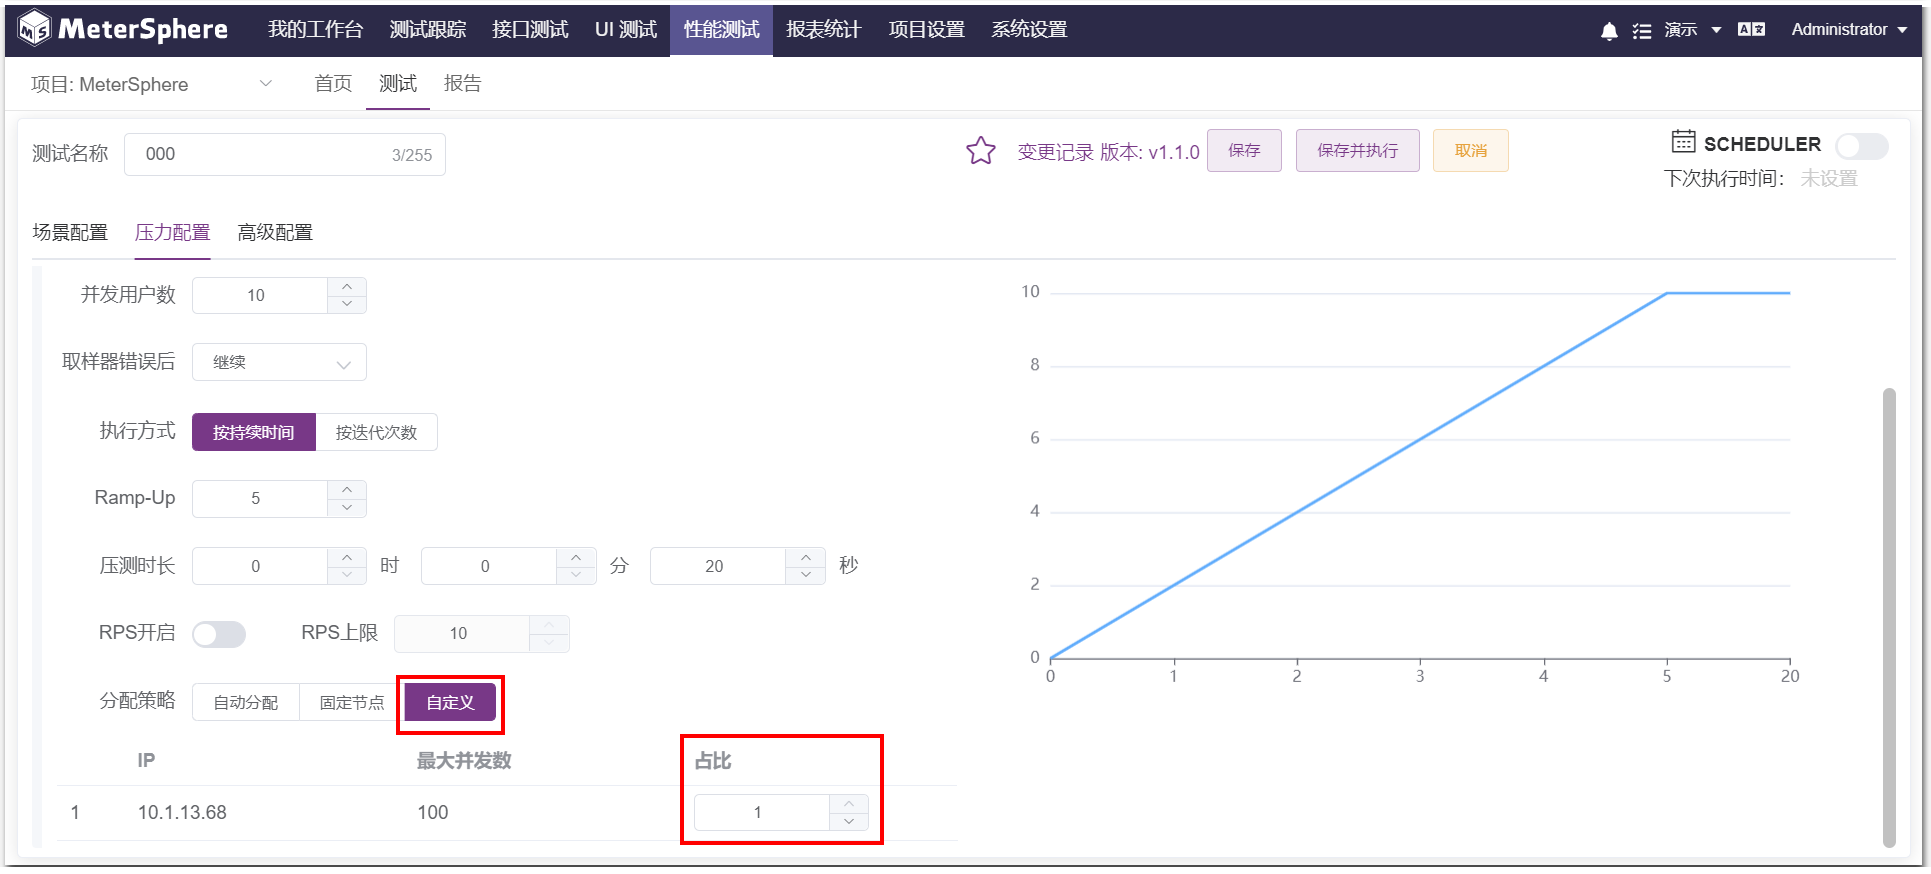 MeterSphere 我的工作台 测试跟踪 接口测试 UI 测试 性能测试 报表统计 项目设置 系统设置 演示 Administrator
项目: MeterSphere 首页 测试 报告
测试名称 000 3/255 变更记录 版本: v1.1.0 保存 保存并执行 取消 SCHEDULER
下次执行时间： 未设置
场景配置 压力配置 高级配置
并发用户数 10
取样器错误后 继续
执行方式 按持续时间 按迭代次数
Ramp-Up 5
压测时长 0 时 0 分 20 秒
RPS开启 RPS上限 10
分配策略 自动分配 固定节点 自定义
IP 最大并发数 占比
1 10.1.13.68 100 1
10
8
6
4
2
0
0 1 2 3 4 5 20